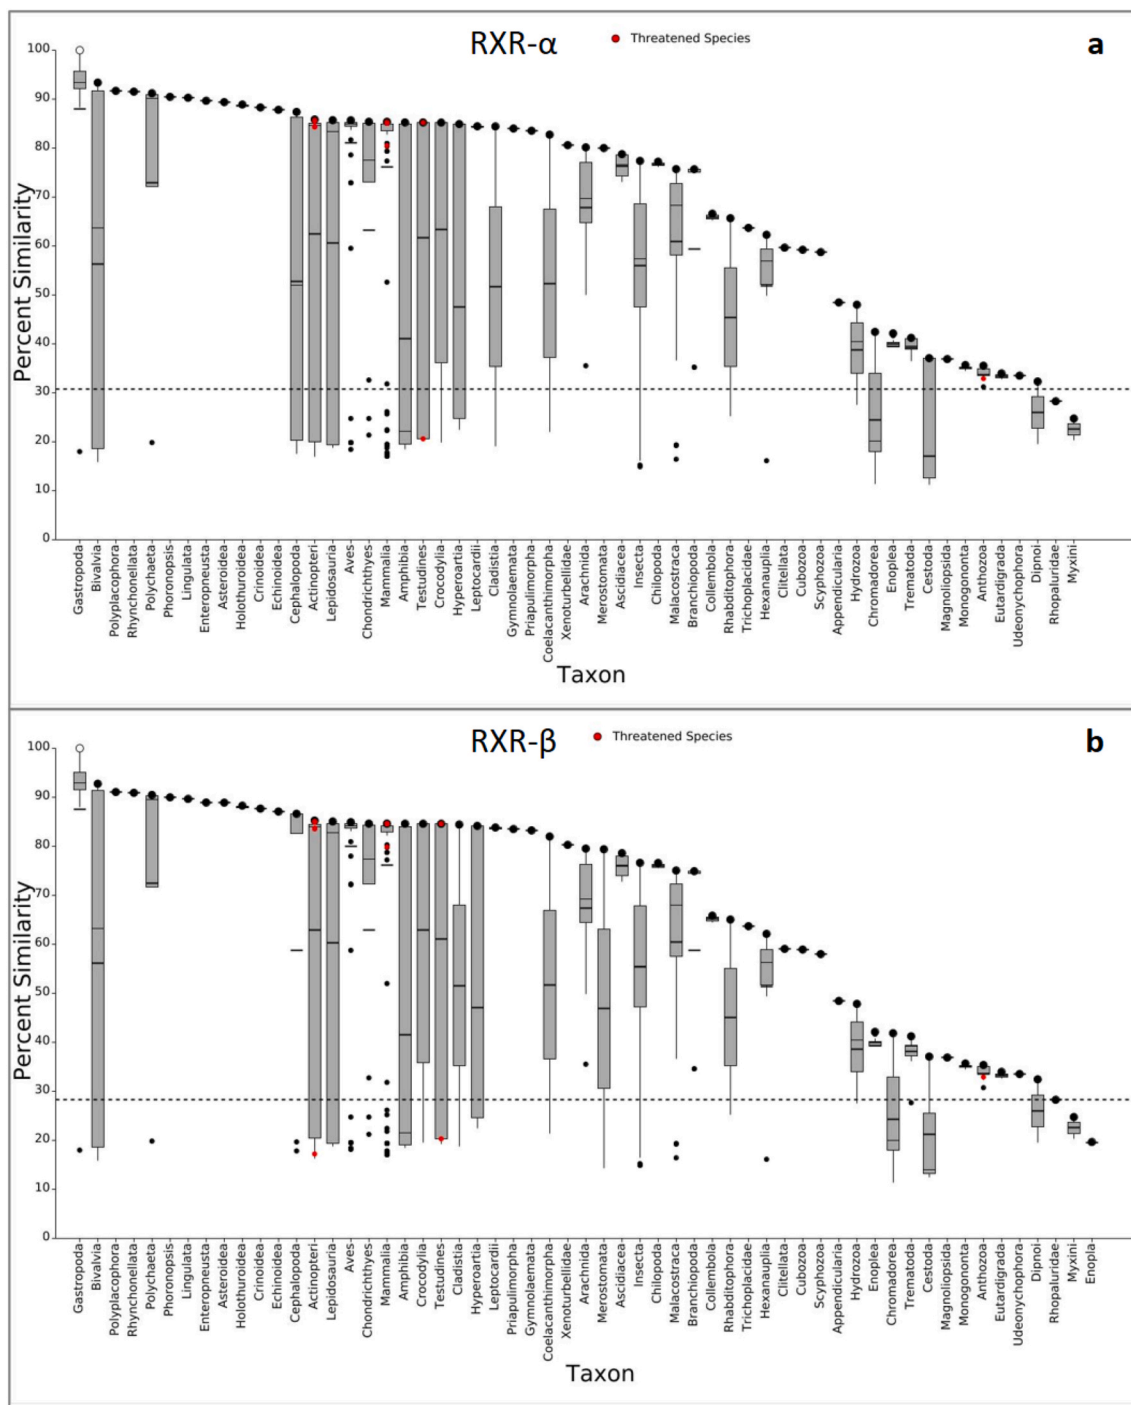 RXR-α
Threatened Species
a
100
90
80
70
60
50
40
30
20
10
0
Percent Similarity
Gastropoda
Bivalvia
Polyplacophora
Rhynchonellata
Polychaeta
Phoronopsis
Lingulata
Enteropneusta
Asteroidea
Holothuroidea
Crinoidea
Echinoidea
Cephalopoda
Actinopteri
Lepidosauria
Aves
Chondrichthyes
Mammalia
Amphibia
Testudines
Crocodylia
Hyperoartia
Leptocardii
Cladistia
Gymnolaemata
Priapulimorpha
Coelacanthimorpha
Xenoturbellidae
Arachnida
Merostomata
Ascidiacea
Insecta
Chilopoda
Malacostraca
Branchiopoda
Collembola
Rhabditophora
Trichoplacidae
Hexanauplia
Clitellata
Cubozoa
Scyphozoa
Appendicularia
Hydrozoa
Chromadorea
Enoplea
Trematoda
Cestoda
Magnoliopsida
Monogononta
Anthozoa
Eutardigrada
Udeonychophora
Dipnoi
Rhopaluridae
Myxini
Taxon
RXR-β
Threatened Species
b
100
90
80
70
60
50
40
30
20
10
0
Percent Similarity
Gastropoda
Bivalvia
Polyplacophora
Rhynchonellata
Polychaeta
Phoronopsis
Lingulata
Enteropneusta
Asteroidea
Holothuroidea
Crinoidea
Echinoidea
Cephalopoda
Actinopteri
Lepidosauria
Aves
Chondrichthyes
Mammalia
Amphibia
Crocodylia
Testudines
Cladistia
Hyperoartia
Leptocardii
Priapulimorpha
Gymnolaemata
Coelacanthimorpha
Xenoturbellidae
Arachnida
Merostomata
Ascidiacea
Insecta
Chilopoda
Malacostraca
Branchiopoda
Collembola
Rhabditophora
Trichoplacidae
Hexanauplia
Clitellata
Cubozoa
Scyphozoa
Appendicularia
Hydrozoa
Enoplea
Chromadorea
Trematoda
Cestoda
Magnoliopsida
Monogononta
Anthozoa
Eutardigrada
Udeonychophora
Dipnoi
Rhopaluridae
Myxini
Enopla
Taxon